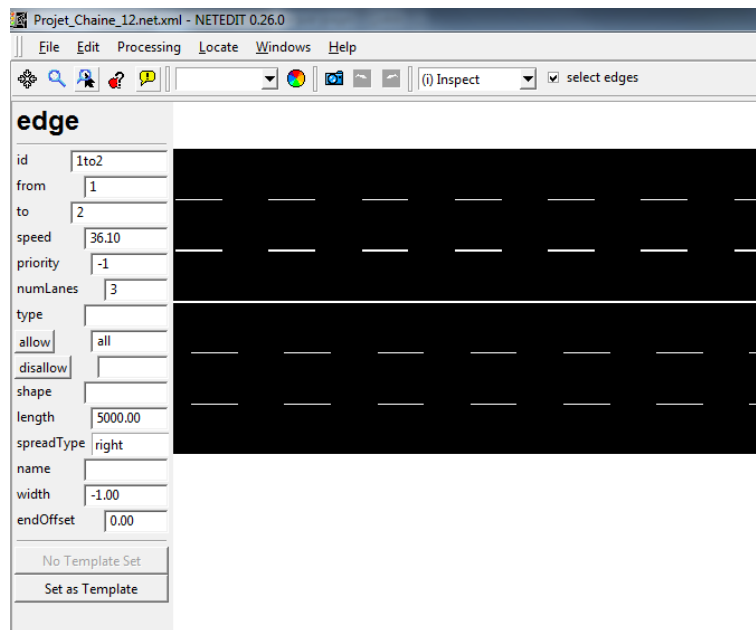 Projet_Chaine_12.net.xml - NETEDIT 0.26.0
File Edit Processing Locate Windows Help
(i) Inspect select edges
edge
id 1to2
from 1
to 2
speed 36.10
priority -1
numLanes 3
type
allow all
disallow
shape
length 5000.00
spreadType right
name
width -1.00
endOffset 0.00
No Template Set
Set as Template